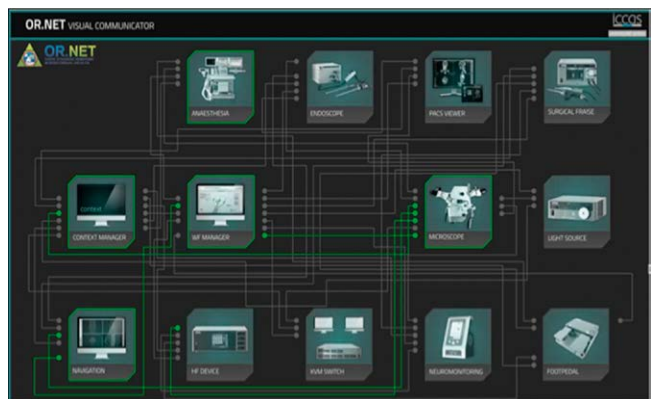 OR.NET VISUAL COMMUNICATOR
ICCAS
OR.NET
ANAESTHESIA
ENDOSCOPE
PACS VIEWER
SURGICAL FRAISE
CONTEXT
CONTEXT MANAGER
WF MANAGER
MICROSCOPE
LIGHT SOURCE
NAVIGATION
HF DEVICE
KVM SWITCH
NEUROMONITORING
FOOTPEDAL